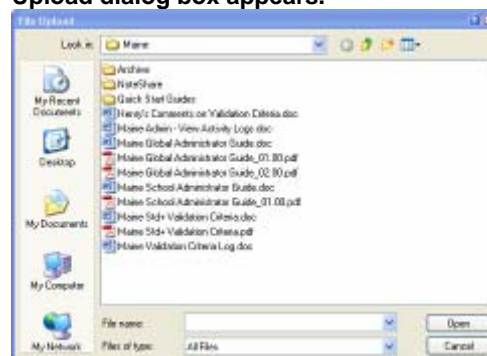 Upload dialog box appears.
File Upload
Look in: Maine
Archive
NoteShare
Quick Start Guides
Henry's Comments on Validation Criteria.doc
Maine Admin - View Activity Logs.doc
Maine Global Administrator Guide.doc
Maine Global Administrator Guide_01.00.pdf
Maine Global Administrator Guide_02.00.pdf
Maine School Administrator Guide.doc
Maine School Administrator Guide_01.00.pdf
Maine Std+ Validation Criteria.doc
Maine Std+ Validation Criteria.pdf
Maine Validation Criteria Log.doc
My Recent
Documents
Desktop
My Documents
My Computer
My Network
File name:
Open
Files of type:
All Files
Cancel